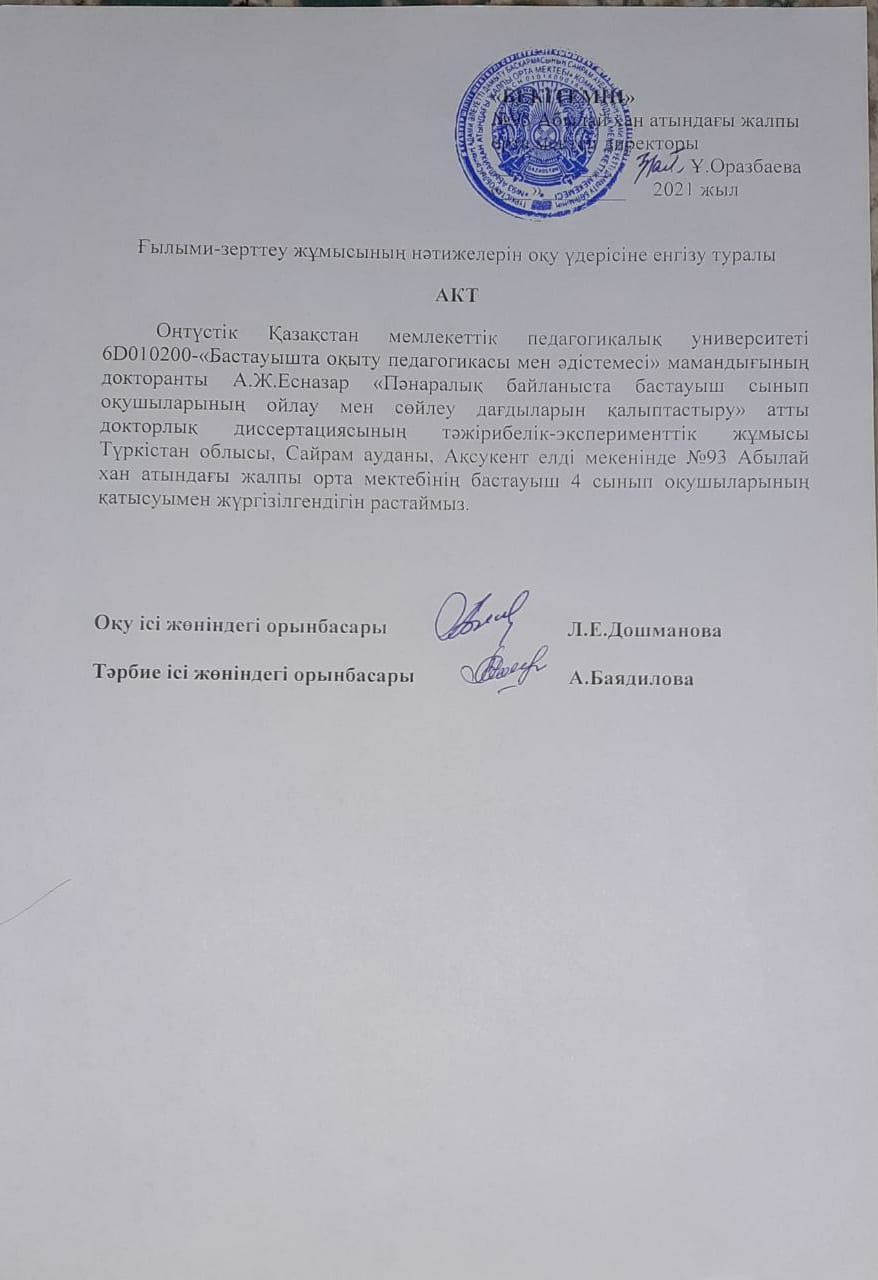 «БЕКІТЕМІН»
Абылай хан атындағы жалпы
орта мектеп директоры
Ұ.Оразбаева
2021 жыл
Ғылыми-зерттеу жұмысының нәтижелерін оқу үдерісіне енгізу туралы
АКТ
Оңтүстік Қазақстан мемлекеттік педагогикалық университеті
6D010200-«Бастауышта оқыту педагогикасы мен әдістемесі» мамандығының
докторанты А.Ж.Есназар «Пәнаралық байланыста бастауыш сынып
оқушыларының ойлау мен сөйлеу дағдыларын қалыптастыру» атты
докторлық диссертациясының тәжірибелік-эксперименттік жұмысы
Түркістан облысы, Сайрам ауданы, Ақсукент елді мекенінде №93 Абылай
хан атындағы жалпы орта мектебінің бастауыш 4 сынып оқушыларының
қатысуымен жүргізілгендігін растаймыз.
Оқу ісі жөніндегі орынбасары Л.Е.Дошманова
Тәрбие ісі жөніндегі орынбасары А.Баядилова